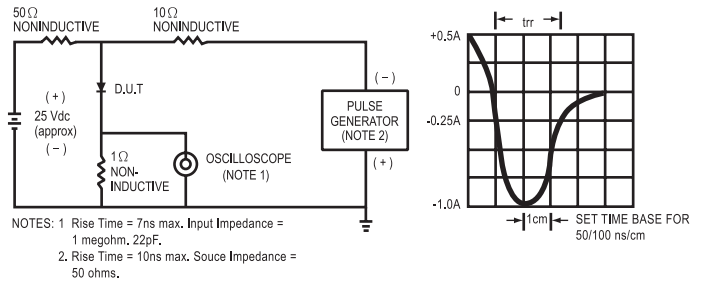 50Ω
NONINDUCTIVE
10Ω
NONINDUCTIVE
(+)
25 Vdc
(approx)
(−)
D.U.T
1Ω
NON-
INDUCTIVE
OSCILLOSCOPE
(NOTE 1)
(−)
PULSE
GENERATOR
(NOTE 2)
(+)
trr
+0.5A
0
-0.25A
-1.0A
1cm
SET TIME BASE FOR
50/100 ns/cm
NOTES: 1 Rise Time = 7ns max. Input Impedance =
1 megohm. 22pF.
2. Rise Time = 10ns max. Souce Impedance =
50 ohms.